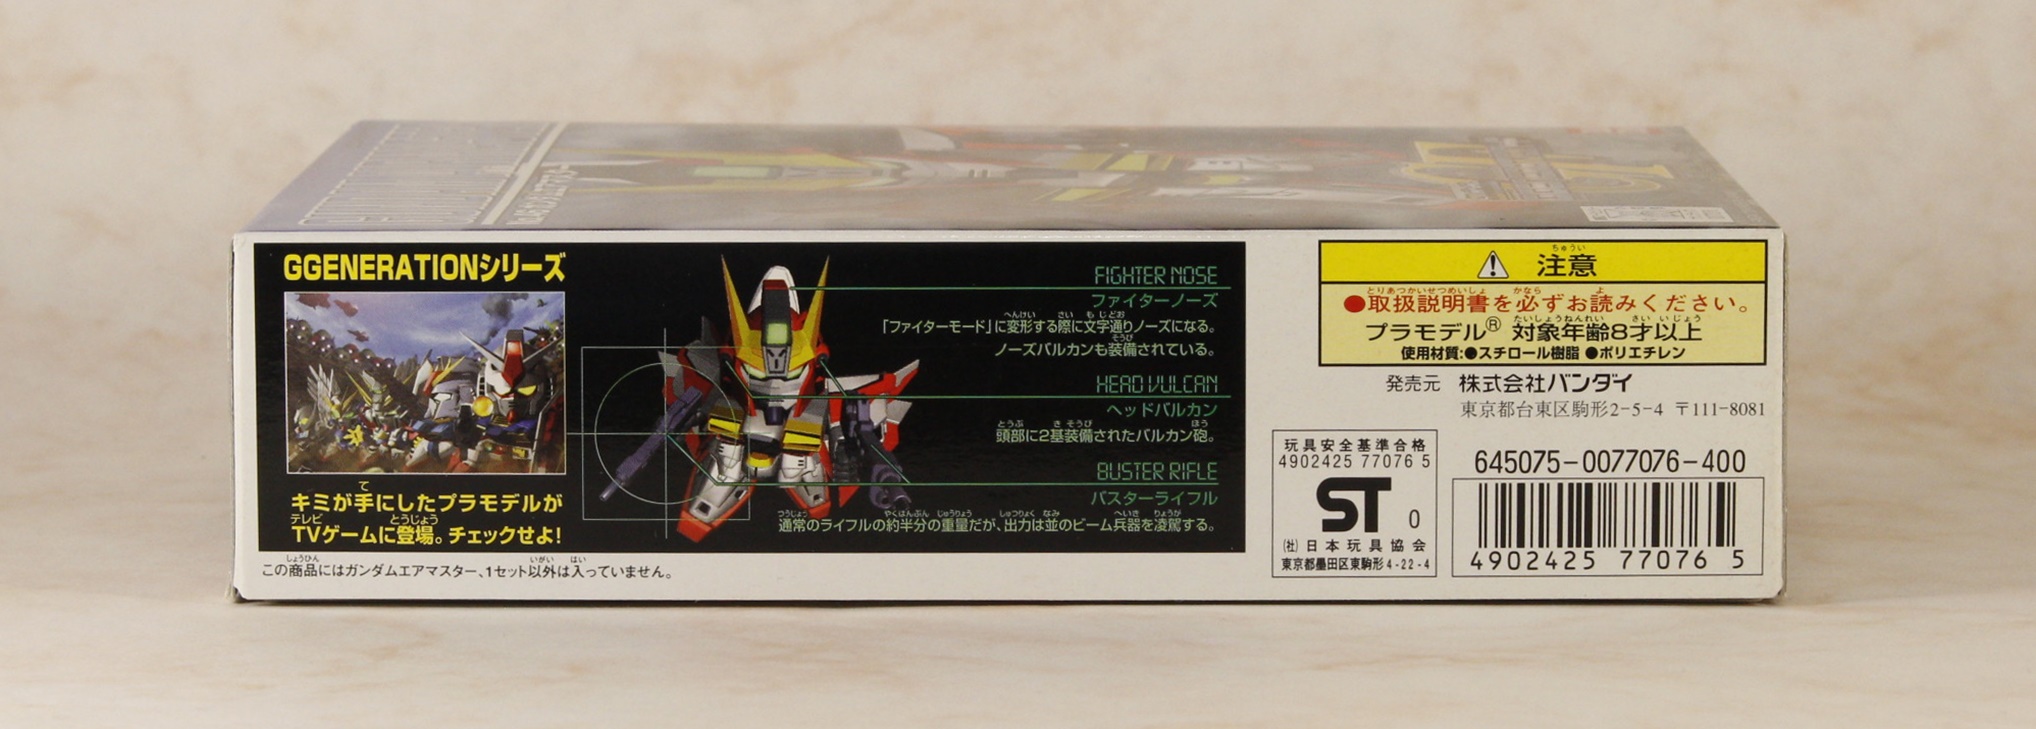 GGENERATIONシリーズ
キミが手にしたプラモデルが
TVゲームに登場。チェックせよ!
この商品にはガンダムエアマスター、1セット以外は入っていません。
FIGHTER NOSE
ファイターノーズ
「ファイターモード」に変形する際に文字通りノーズになる。
ノーズバルカンも装備されている。
HEAD VULCAN
ヘッドバルカン
頭部に2基装備されたバルカン砲。
BUSTER RIFLE
バスターライフル
通常のライフルの約半分の重量だが、出力は並のビーム兵器を凌駕する。
注意
●取扱説明書を必ずお読みください。
プラモデル® 対象年齢8才以上
使用材質:●スチロール樹脂 ●ポリエチレン
発売元 株式会社バンダイ
東京都台東区駒形2-5-4 〒111-8081
玩具安全基準合格
4902425 77076 5
ST 0
(社)日本玩具協会
東京都墨田区東駒形4-22-4
645075-0077076-400
4902425 77076 5